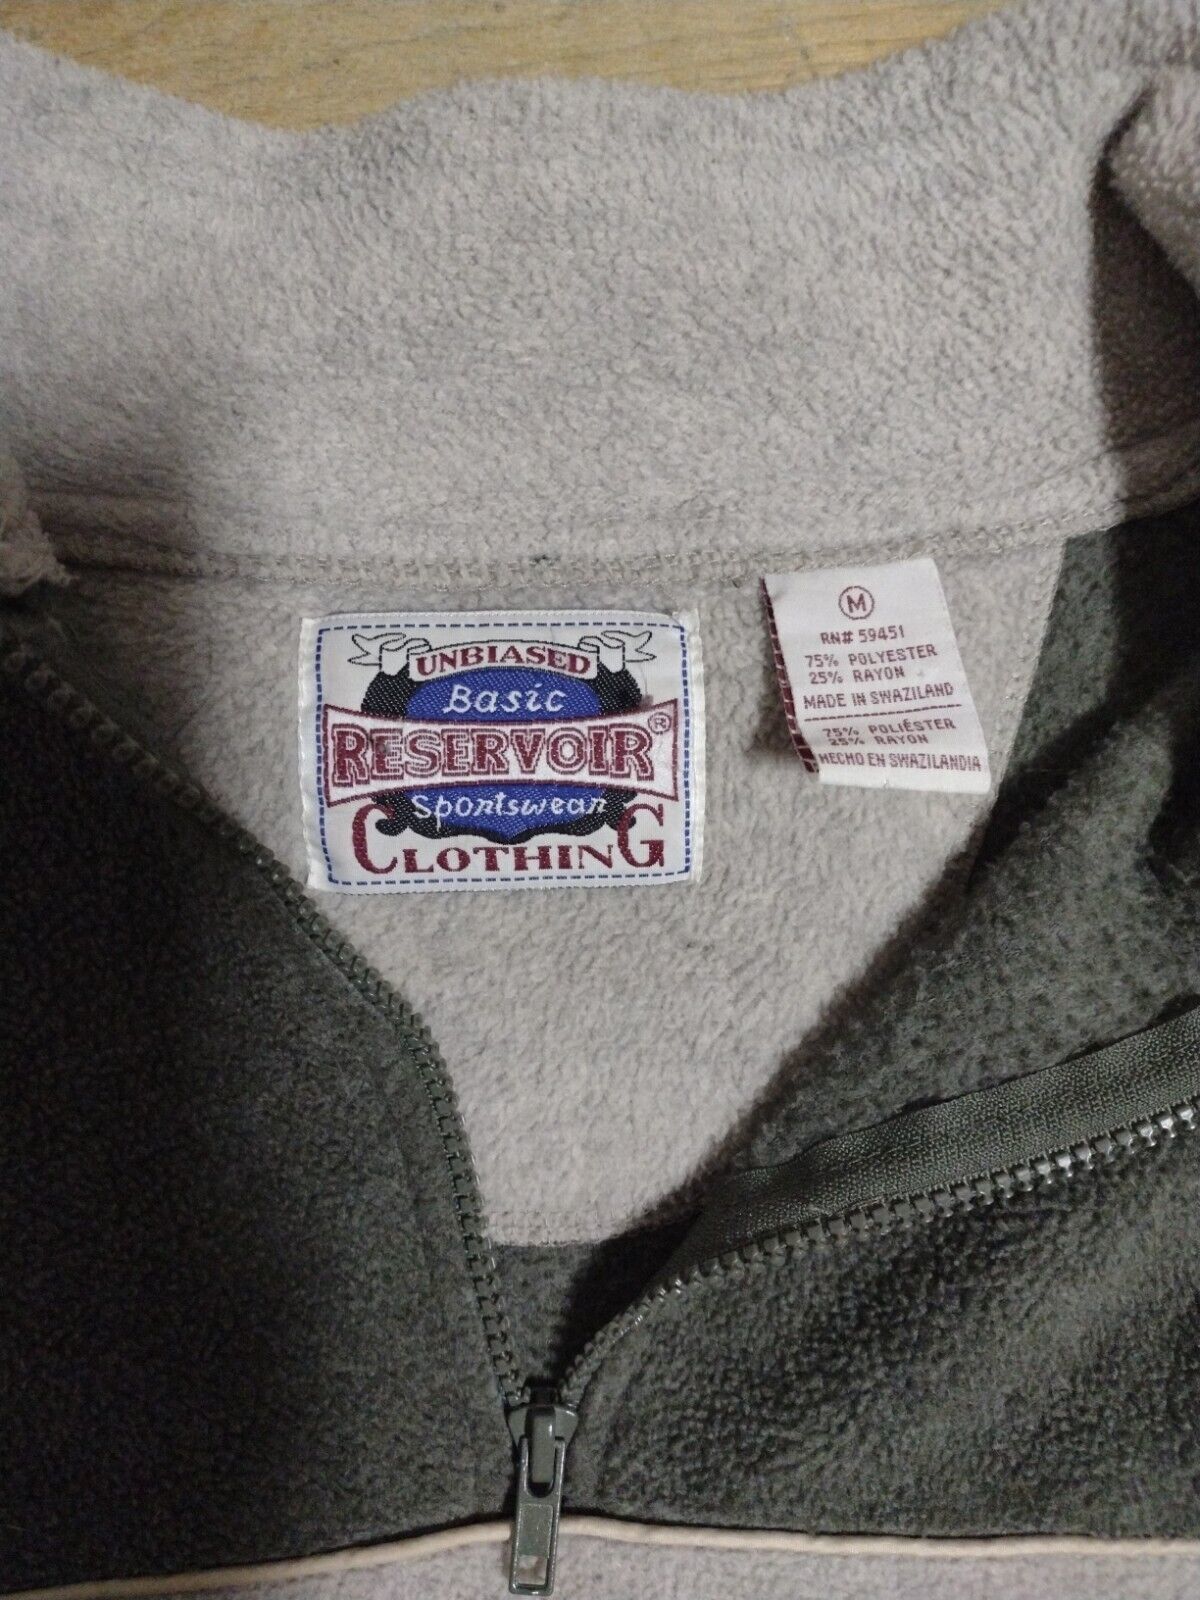 UNBIASED
Basic
RESERVOIR®
Sportswear
CLOTHING
M
RN# 59451
75% POLYESTER
25% RAYON
MADE IN SWAZILAND
75% POLIÉSTER
25% RAYON
HECHO EN SWAZILANDIA